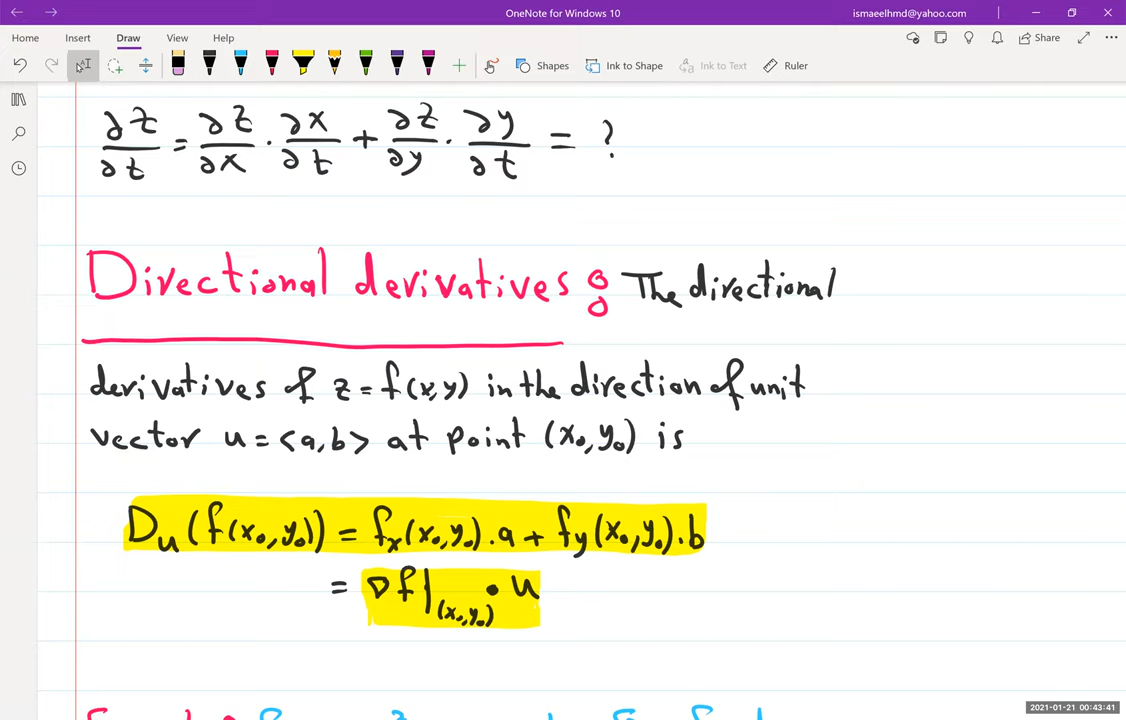 OneNote for Windows 10
ismaeelhmd@yahoo.com
Home Insert Draw View Help
Share
Shapes Ink to Shape Ink to Text Ruler
∂z/∂t = ∂z/∂x · ∂x/∂t + ∂z/∂y · ∂y/∂t = ?
Directional derivatives : The directional
derivatives of z = f(x,y) in the direction of unit
vector u = <a,b> at point (x₀,y₀) is
Dᵤ(f(x₀,y₀)) = fₓ(x₀,y₀).a + f_y(x₀,y₀).b
= ∇f|(x₀,y₀) • u
2021-01-21 00:43:41